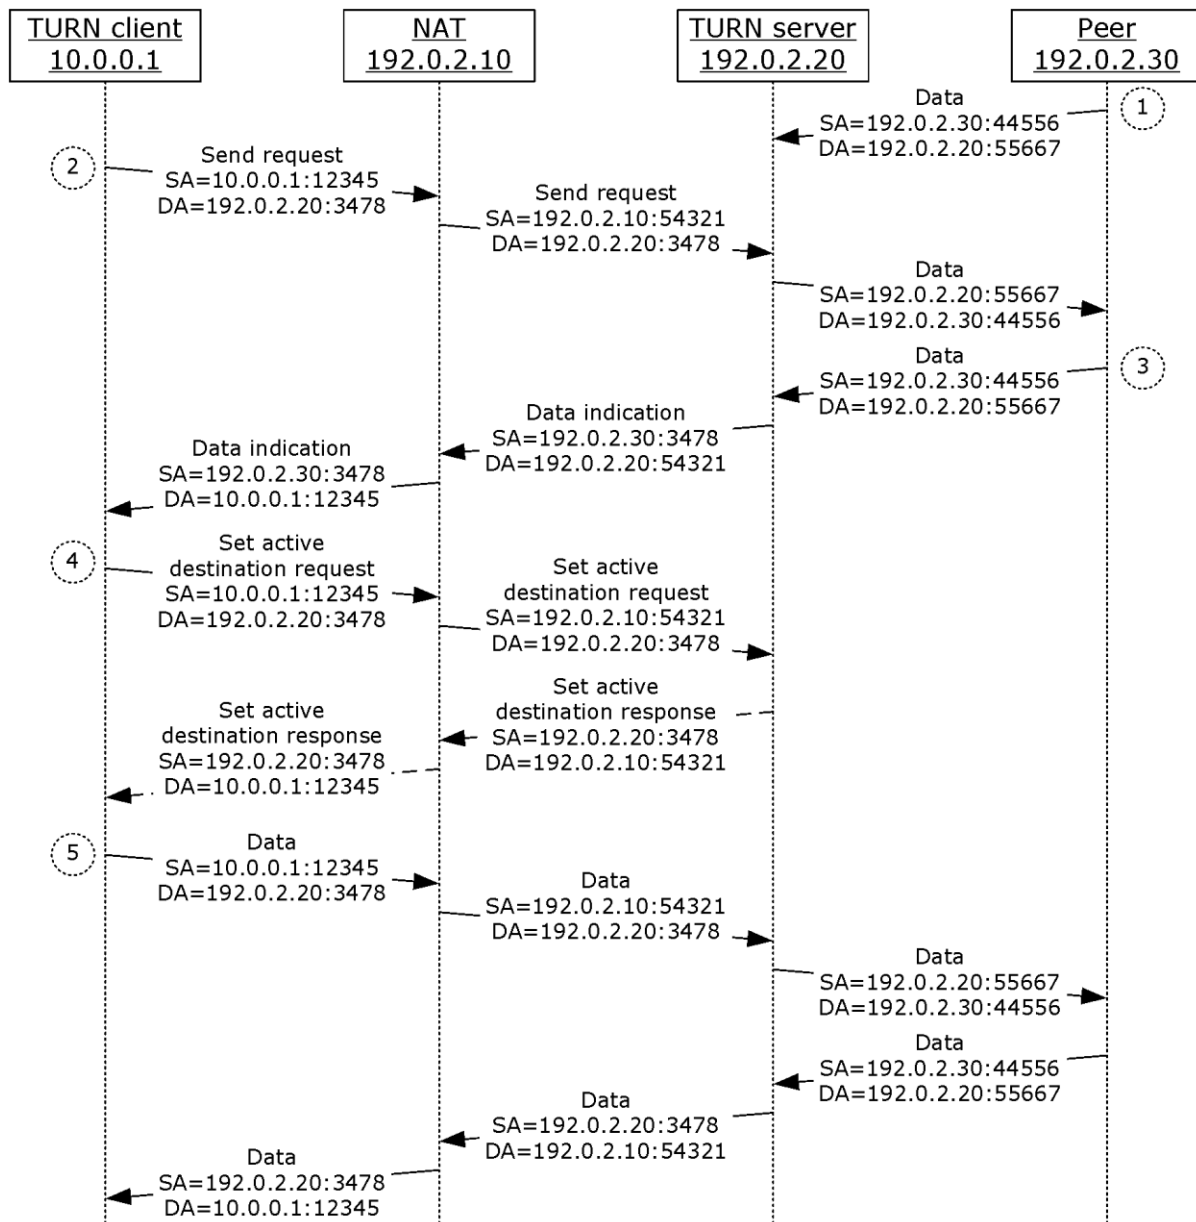 TURN client
10.0.0.1
NAT
192.0.2.10
TURN server
192.0.2.20
Peer
192.0.2.30
1
Data
SA=192.0.2.30:44556
DA=192.0.2.20:55667
2
Send request
SA=10.0.0.1:12345
DA=192.0.2.20:3478
Send request
SA=192.0.2.10:54321
DA=192.0.2.20:3478
Data
SA=192.0.2.20:55667
DA=192.0.2.30:44556
3
Data
SA=192.0.2.30:44556
DA=192.0.2.20:55667
Data indication
SA=192.0.2.30:3478
DA=192.0.2.20:54321
Data indication
SA=192.0.2.30:3478
DA=10.0.0.1:12345
4
Set active
destination request
SA=10.0.0.1:12345
DA=192.0.2.20:3478
Set active
destination request
SA=192.0.2.10:54321
DA=192.0.2.20:3478
Set active
destination response
SA=192.0.2.20:3478
DA=192.0.2.10:54321
Set active
destination response
SA=192.0.2.20:3478
DA=10.0.0.1:12345
5
Data
SA=10.0.0.1:12345
DA=192.0.2.20:3478
Data
SA=192.0.2.10:54321
DA=192.0.2.20:3478
Data
SA=192.0.2.20:55667
DA=192.0.2.30:44556
Data
SA=192.0.2.30:44556
DA=192.0.2.20:55667
Data
SA=192.0.2.20:3478
DA=192.0.2.10:54321
Data
SA=192.0.2.20:3478
DA=10.0.0.1:12345